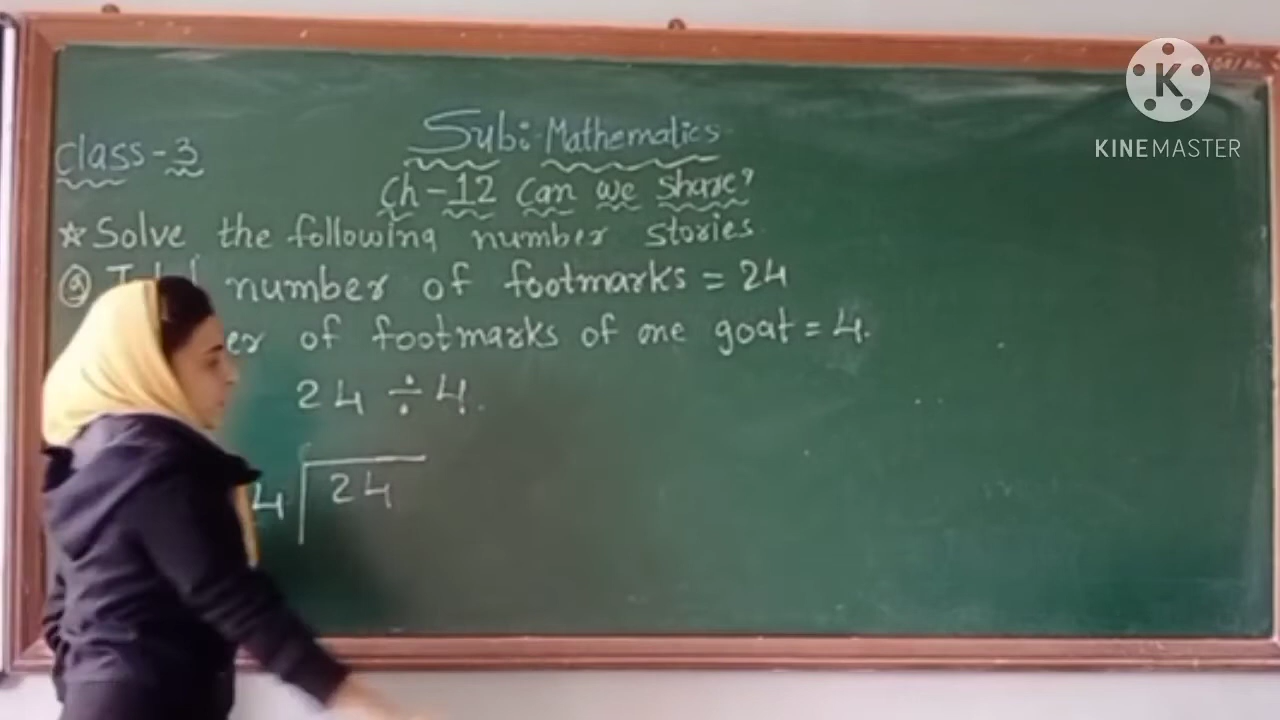 KINEMASTER
Class-3
Sub:-Mathematics
Ch-12 Can we share?
☆ Solve the following number stories
number of footmarks = 24
of footmarks of one goat = 4.
24 ÷ 4.
4 24